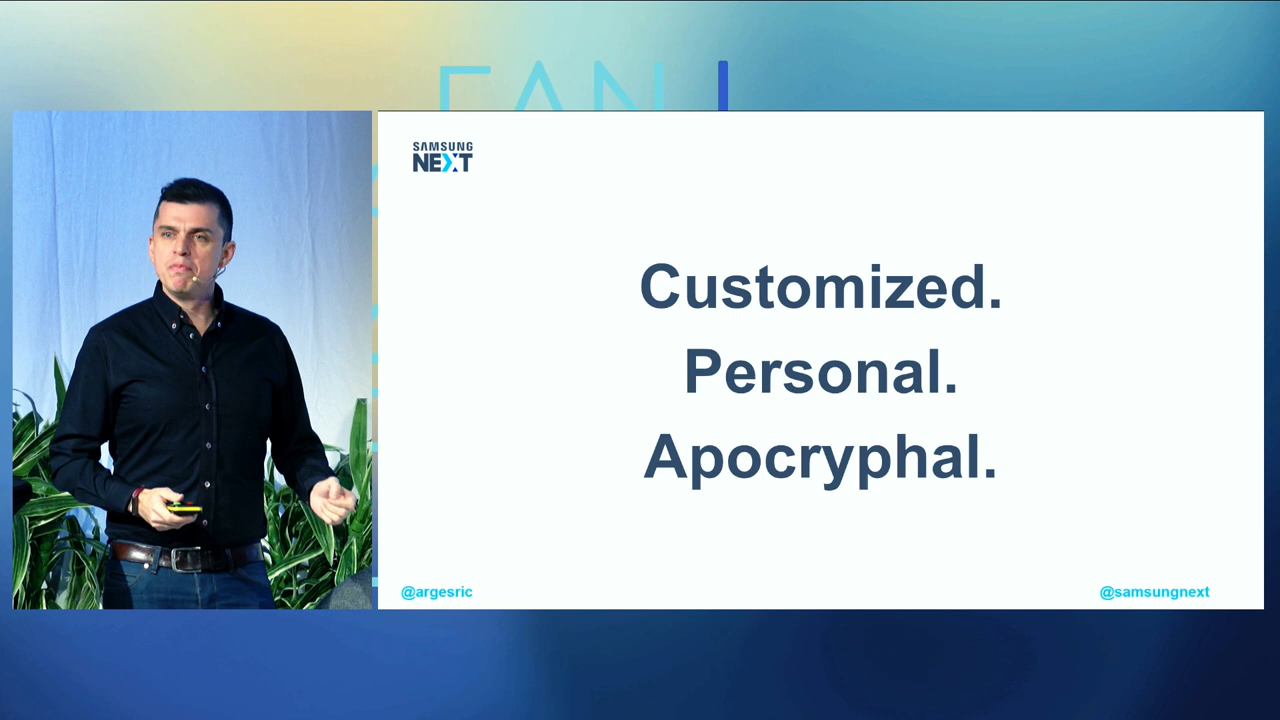 SAMSUNG
NEXT
Customized.
Personal.
Apocryphal.
@argesric
@samsungnext